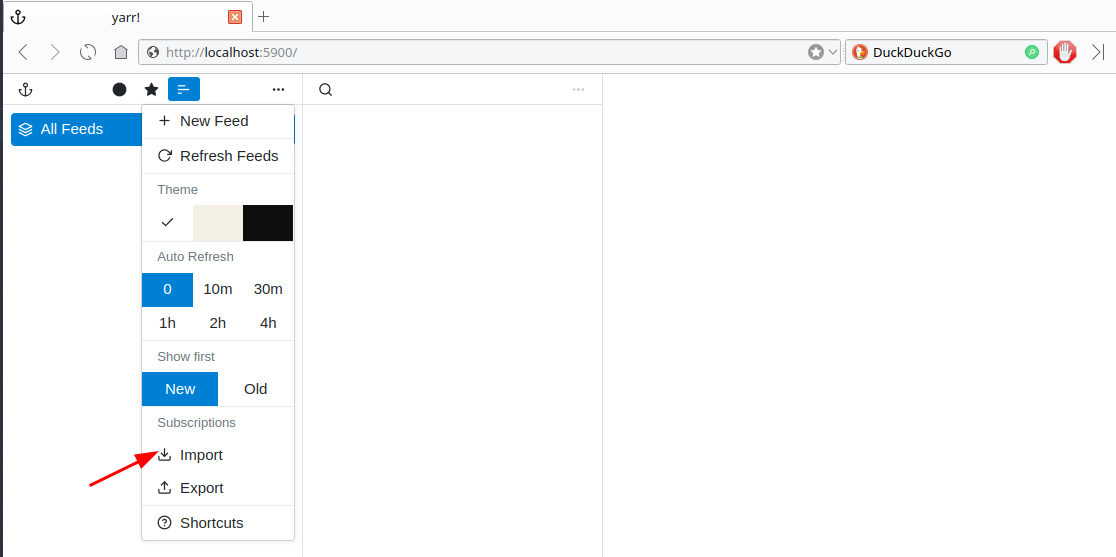 yarr!
http://localhost:5900/
DuckDuckGo
All Feeds
New Feed
Refresh Feeds
Theme
Auto Refresh
0 10m 30m
1h 2h 4h
Show first
New Old
Subscriptions
Import
Export
Shortcuts